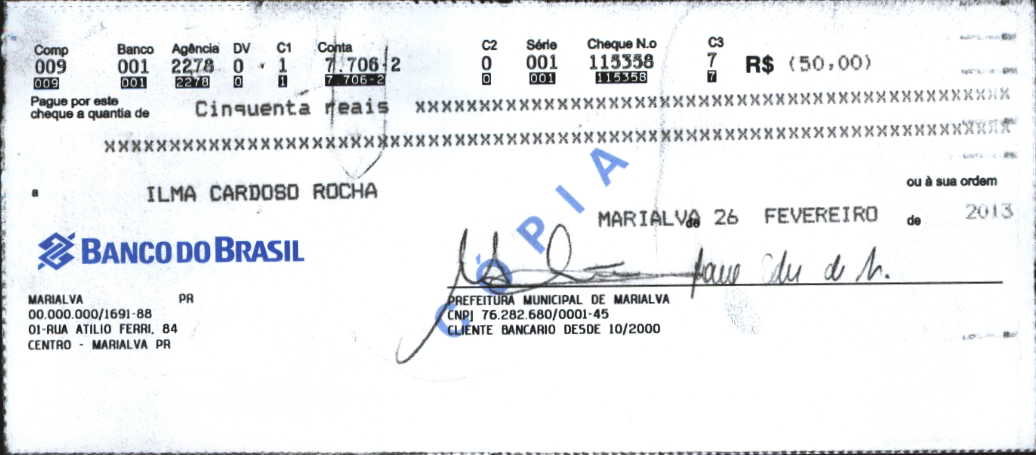 Comp Banco Agência DV C1 Conta C2 Série Cheque N.o C3
009 001 2278 0 1 7.706-2 0 001 115358 7 R$ (50,00)
009 001 2278 0 1 7 706-2 0 001 115358 7
Pague por este
cheque a quantia de Cinquenta reais xxxxxxxxxxxxxxxxxxxxxxxxxxxxxxxxxxxxxxxxxxxxxx
xxxxxxxxxxxxxxxxxxxxxxxxxxxxxxxxxxxxxxxxxxxxxxxxxxxxxxxxxxxxxxxxxxxxxx
a ILMA CARDOSO ROCHA ou à sua ordem
MARIALVA de 26 FEVEREIRO de 2013
CÓPIA
BANCO DO BRASIL
MARIALVA PR
00.000.000/1691-88
01-RUA ATILIO FERRI, 84
CENTRO - MARIALVA PR
PREFEITURA MUNICIPAL DE MARIALVA
CNPJ 76.282.680/0001-45
CLIENTE BANCARIO DESDE 10/2000